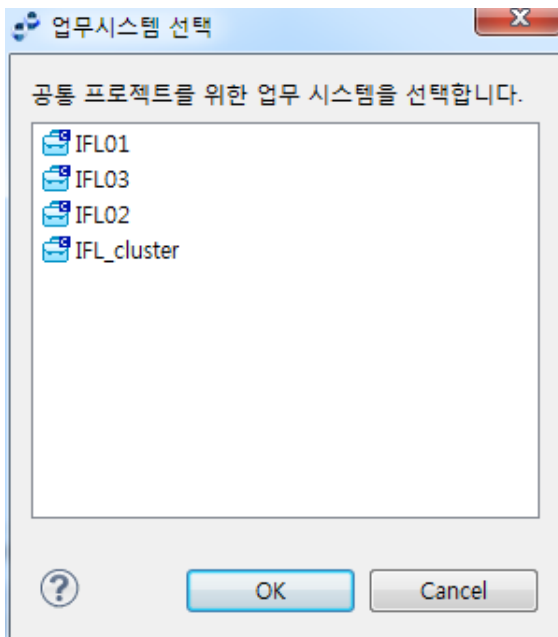 업무시스템 선택
공통 프로젝트를 위한 업무 시스템을 선택합니다.
IFL01
IFL03
IFL02
IFL_cluster
OK
Cancel